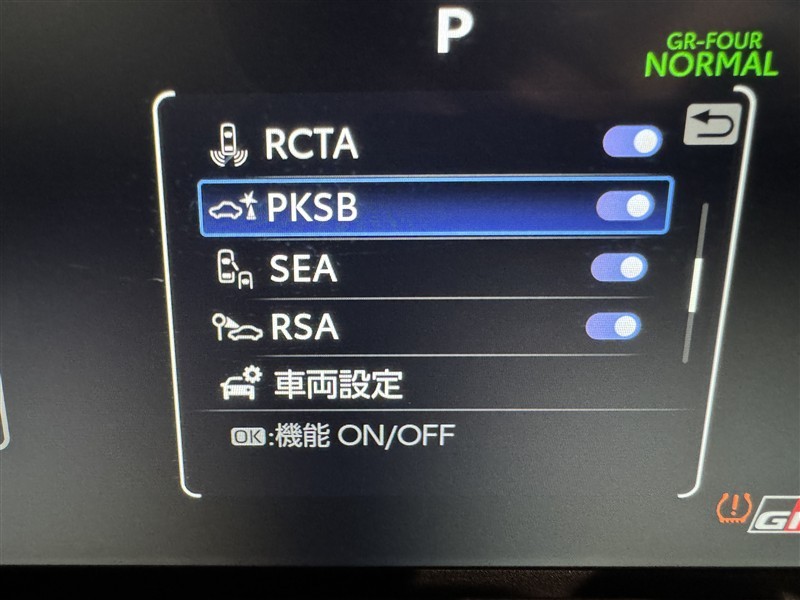 P
GR-FOUR
NORMAL
RCTA
PKSB
SEA
RSA
車両設定
OK:機能 ON/OFF